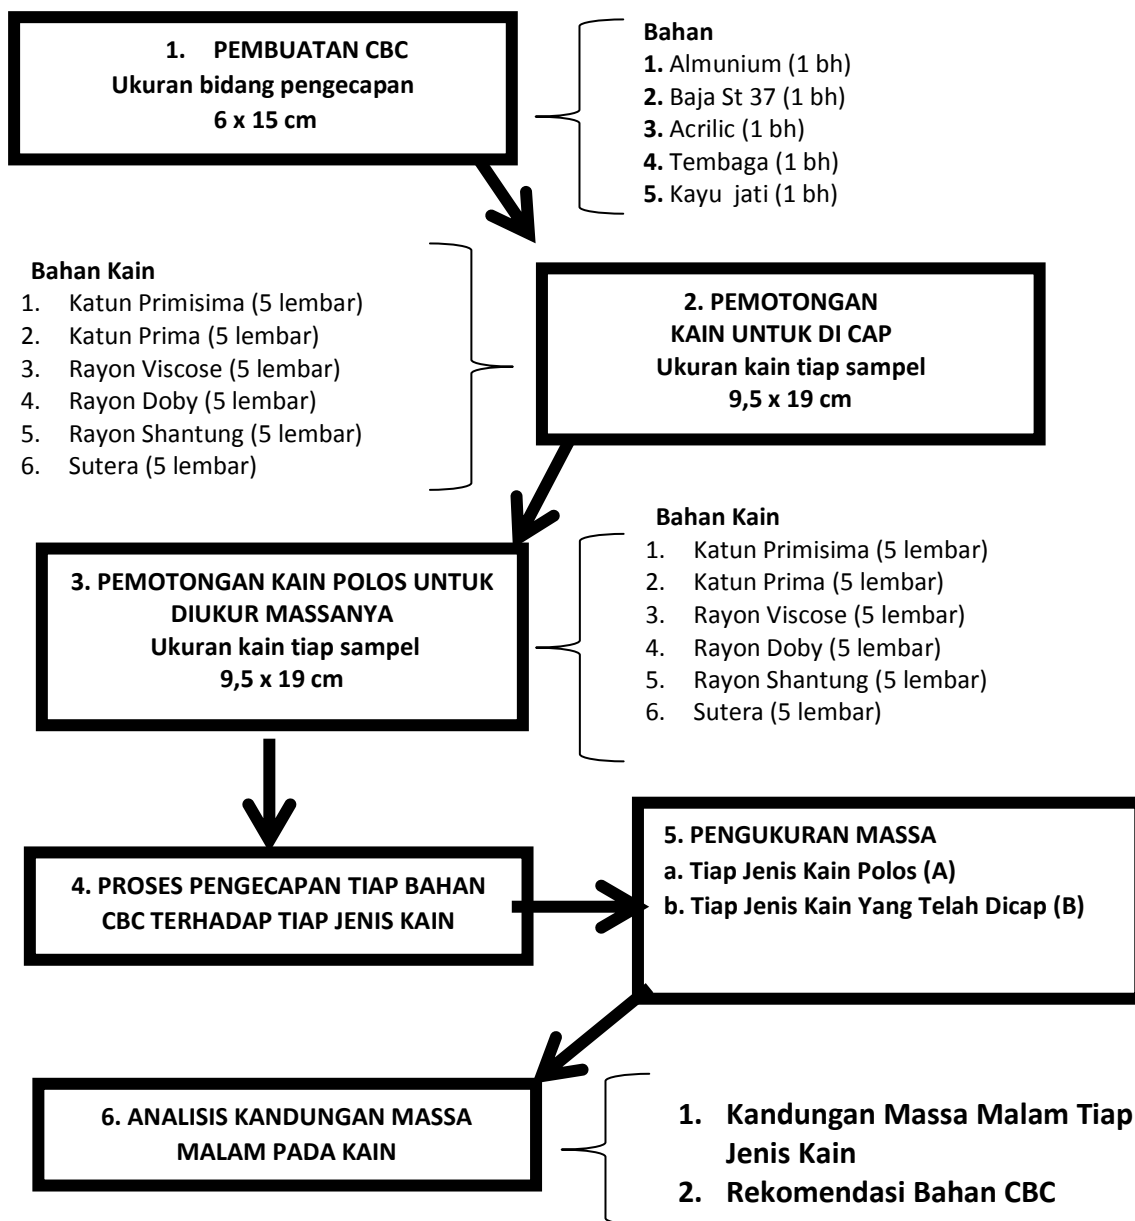 1. PEMBUATAN CBC
Ukuran bidang pengecapan
6 x 15 cm
Bahan
1. Almunium (1 bh)
2. Baja St 37 (1 bh)
3. Acrilic (1 bh)
4. Tembaga (1 bh)
5. Kayu jati (1 bh)
Bahan Kain
1. Katun Primisima (5 lembar)
2. Katun Prima (5 lembar)
3. Rayon Viscose (5 lembar)
4. Rayon Doby (5 lembar)
5. Rayon Shantung (5 lembar)
6. Sutera (5 lembar)
2. PEMOTONGAN
KAIN UNTUK DI CAP
Ukuran kain tiap sampel
9,5 x 19 cm
3. PEMOTONGAN KAIN POLOS UNTUK
DIUKUR MASSANYA
Ukuran kain tiap sampel
9,5 x 19 cm
Bahan Kain
1. Katun Primisima (5 lembar)
2. Katun Prima (5 lembar)
3. Rayon Viscose (5 lembar)
4. Rayon Doby (5 lembar)
5. Rayon Shantung (5 lembar)
6. Sutera (5 lembar)
4. PROSES PENGECAPAN TIAP BAHAN
CBC TERHADAP TIAP JENIS KAIN
5. PENGUKURAN MASSA
a. Tiap Jenis Kain Polos (A)
b. Tiap Jenis Kain Yang Telah Dicap (B)
6. ANALISIS KANDUNGAN MASSA
MALAM PADA KAIN
1. Kandungan Massa Malam Tiap
Jenis Kain
2. Rekomendasi Bahan CBC